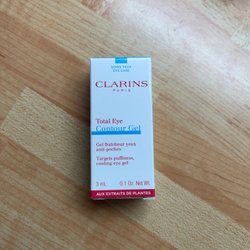 SOINS YEUX
EYE CARE
CLARINS
PARIS
Total Eye
Contour Gel
Gel fraîcheur yeux
anti-poches
Targets puffiness,
cooling eye gel
3 mL 0.1 Oz. Net Wt.
AUX EXTRAITS DE PLANTES